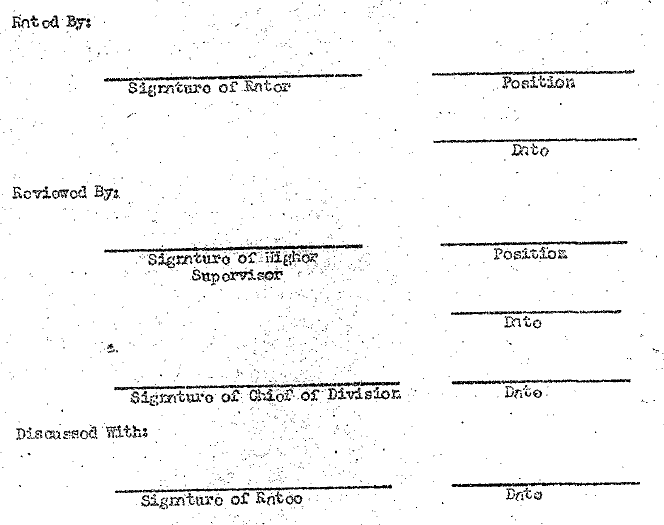 Rated By:
Signature of Rater
Position
Date
Reviewed By:
Signature of Higher
Supervisor
Position
Date
Signature of Chief of Division
Date
Discussed With:
Signature of Ratee
Date